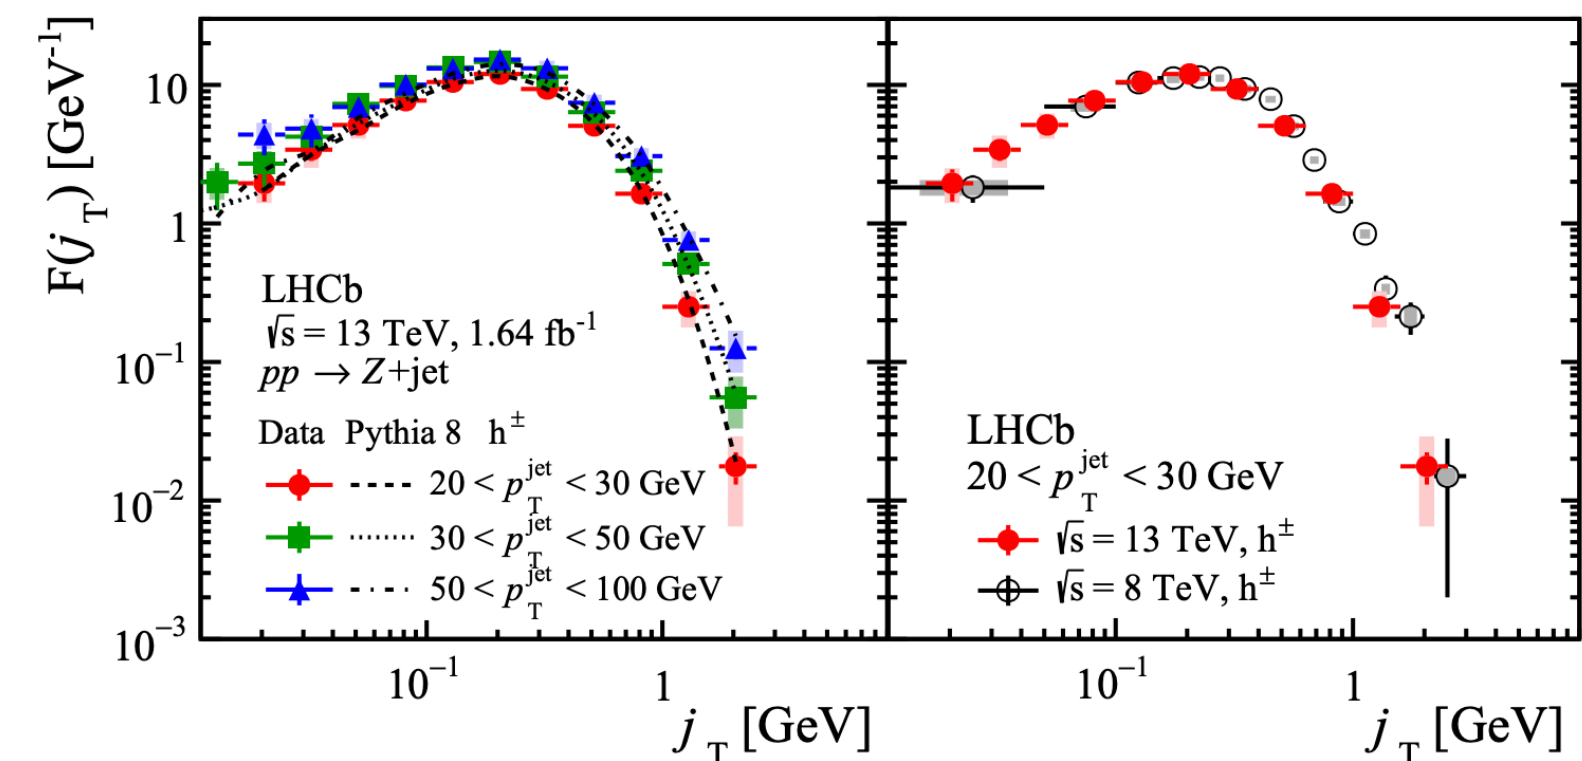 F(j_T) [GeV⁻¹]
10
1
10⁻¹
10⁻²
10⁻³
LHCb
√s = 13 TeV, 1.64 fb⁻¹
pp → Z+jet
Data Pythia 8 h±
20 < p_T^jet < 30 GeV
30 < p_T^jet < 50 GeV
50 < p_T^jet < 100 GeV
10⁻¹ 1
j_T [GeV]
LHCb
20 < p_T^jet < 30 GeV
√s = 13 TeV, h±
√s = 8 TeV, h±
10⁻¹ 1
j_T [GeV]